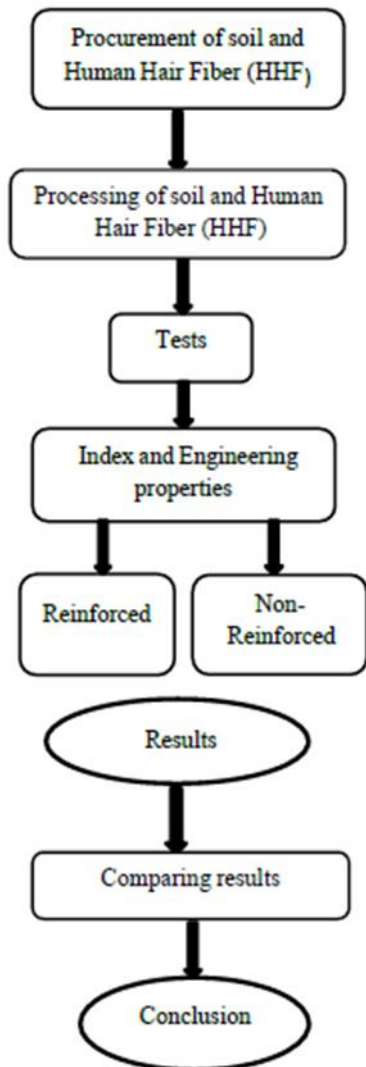 Procurement of soil and
Human Hair Fiber (HHF)
Processing of soil and Human
Hair Fiber (HHF)
Tests
Index and Engineering
properties
Reinforced
Non-
Reinforced
Results
Comparing results
Conclusion